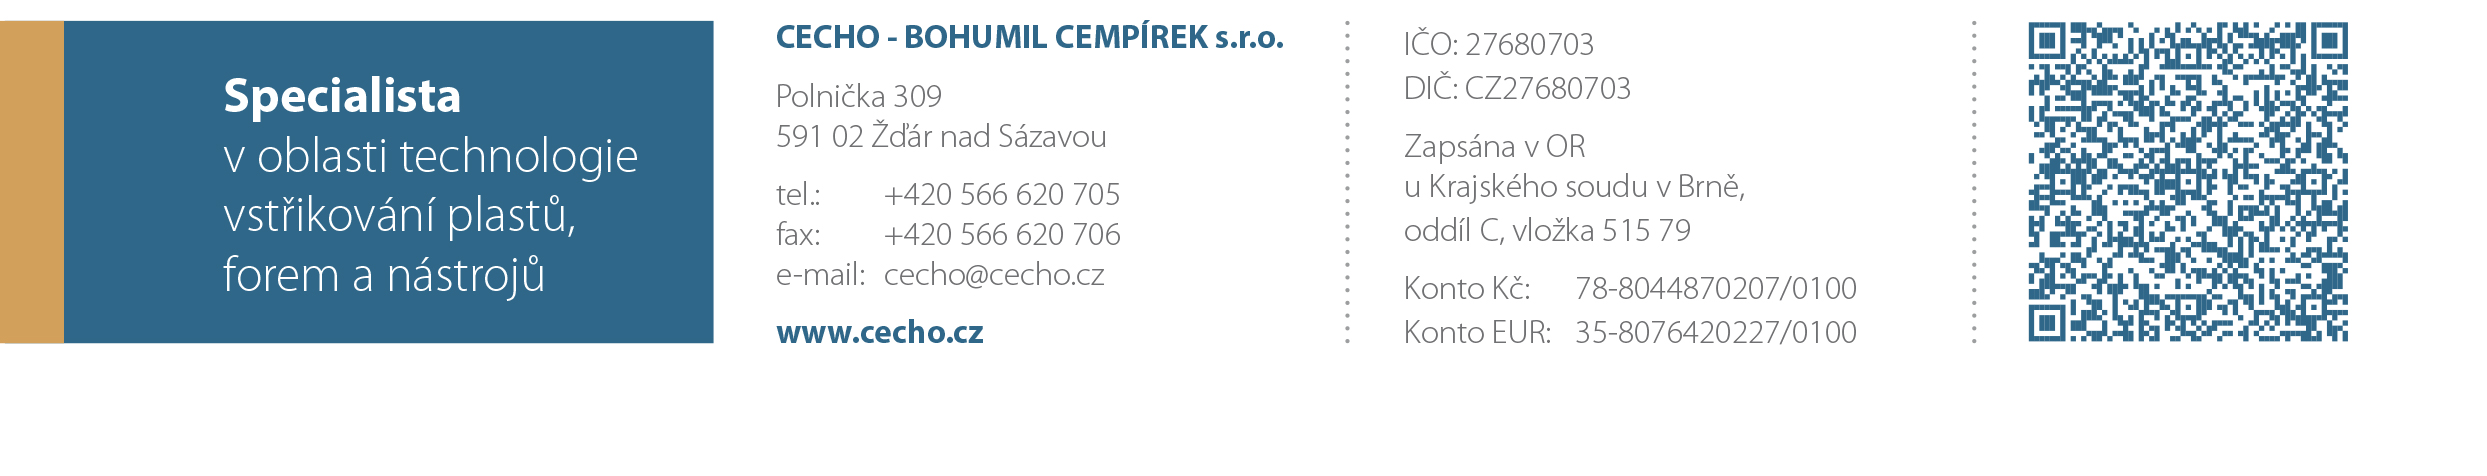 Specialista
v oblasti technologie
vstřikování plastů,
forem a nástrojů
CECHO - BOHUMIL CEMPÍREK s.r.o.
Polnička 309
591 02 Žďár nad Sázavou
tel.: +420 566 620 705
fax: +420 566 620 706
e-mail: cecho@cecho.cz
www.cecho.cz
IČO: 27680703
DIČ: CZ27680703
Zapsána v OR
u Krajského soudu v Brně,
oddíl C, vložka 515 79
Konto Kč: 78-8044870207/0100
Konto EUR: 35-8076420227/0100